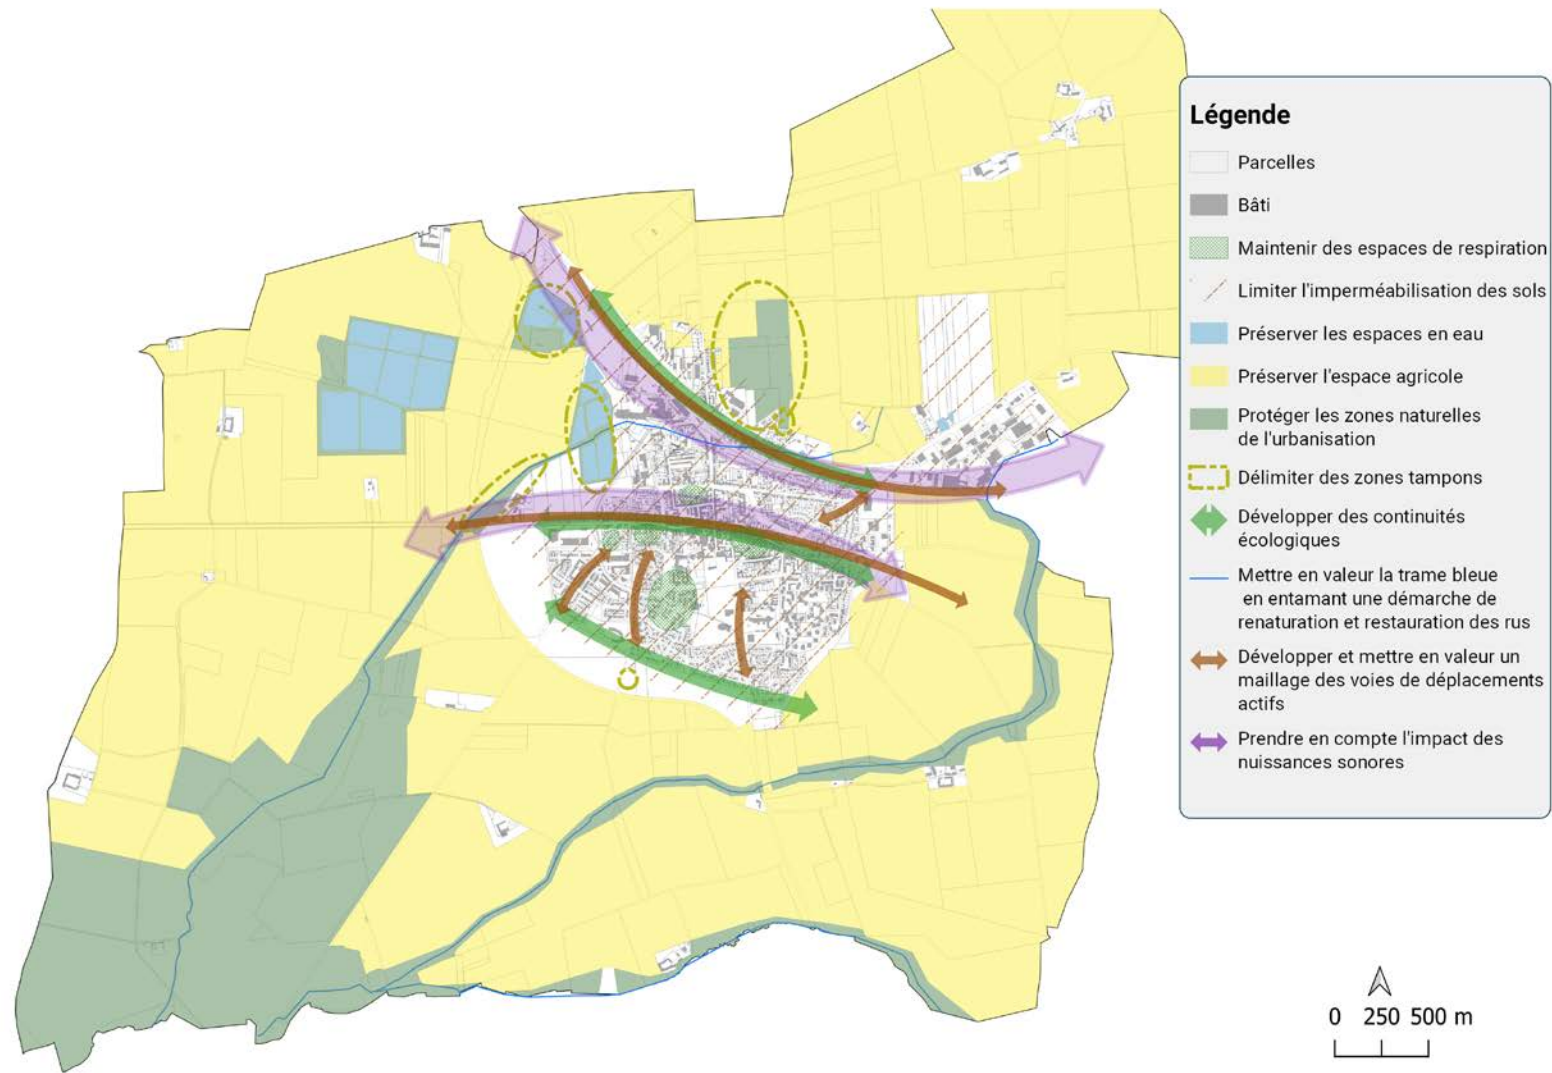 Légende
Parcelles
Bâti
Maintenir des espaces de respiration
Limiter l'imperméabilisation des sols
Préserver les espaces en eau
Préserver l'espace agricole
Protéger les zones naturelles
de l'urbanisation
Délimiter des zones tampons
Développer des continuités
écologiques
Mettre en valeur la trame bleue
en entamant une démarche de
renaturation et restauration des rus
Développer et mettre en valeur un
maillage des voies de déplacements
actifs
Prendre en compte l'impact des
nuissances sonores
0 250 500 m